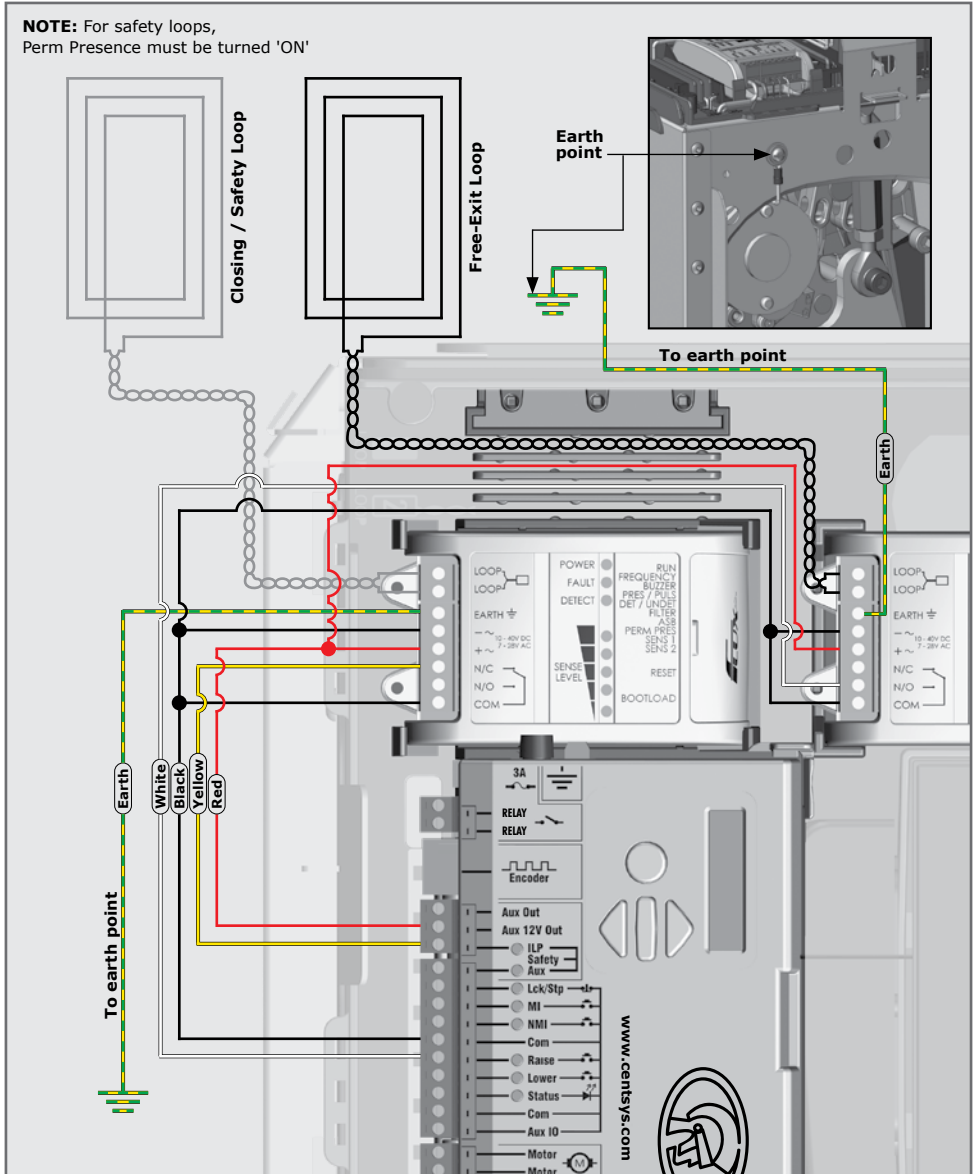 NOTE: For safety loops,
Perm Presence must be turned 'ON'
Closing / Safety Loop
Free-Exit Loop
Earth
point
To earth point
Earth
LOOP
LOOP
EARTH
– ~
+ ~
10 - 40V DC
7 - 28V AC
N/C
N/O
COM
POWER
FAULT
DETECT
SENSE
LEVEL
RUN
FREQUENCY
BUZZER
PRES / PULS
DET / UNDET
FILTER
ASB
PERM PRES
SENS 1
SENS 2
RESET
BOOTLOAD
FLUX
LOOP
LOOP
EARTH
– ~
+ ~
10 - 40V DC
7 - 28V AC
N/C
N/O
COM
Earth
White
Black
Yellow
Red
To earth point
3A
RELAY
RELAY
Encoder
Aux Out
Aux 12V Out
ILP
Safety
Aux
Lck/Stp
MI
NMI
Com
Raise
Lower
Status
Com
Aux IO
Motor
M
Motor
www.centsys.com